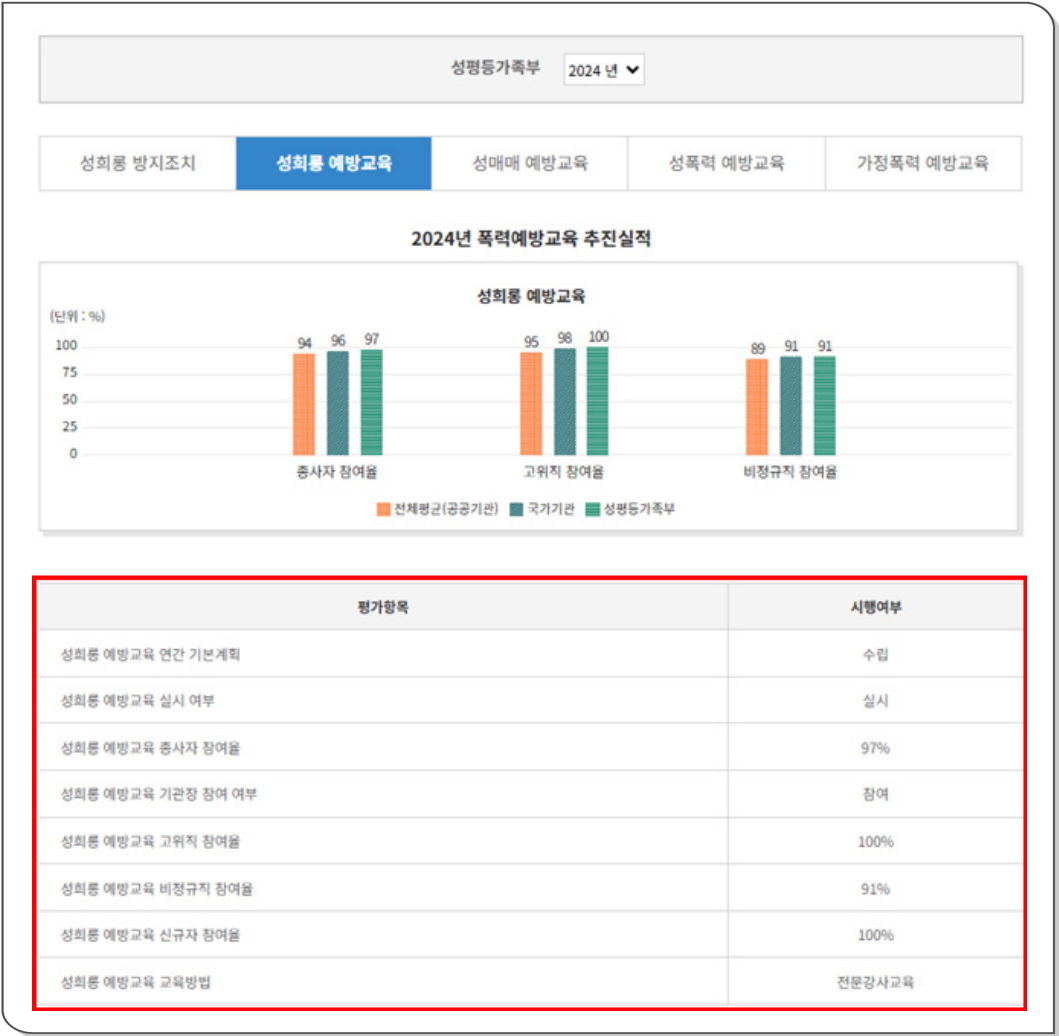 성평등가족부 2024 년
성희롱 방지조치 성희롱 예방교육 성매매 예방교육 성폭력 예방교육 가정폭력 예방교육
2024년 폭력예방교육 추진실적
성희롱 예방교육
(단위 : %)
100
75
50
25
0
94 96 97
95 98 100
89 91 91
종사자 참여율 고위직 참여율 비정규직 참여율
전체평균(공공기관) 국가기관 성평등가족부
평가항목 시행여부
성희롱 예방교육 연간 기본계획 수립
성희롱 예방교육 실시 여부 실시
성희롱 예방교육 종사자 참여율 97%
성희롱 예방교육 기관장 참여 여부 참여
성희롱 예방교육 고위직 참여율 100%
성희롱 예방교육 비정규직 참여율 91%
성희롱 예방교육 신규자 참여율 100%
성희롱 예방교육 교육방법 전문강사교육